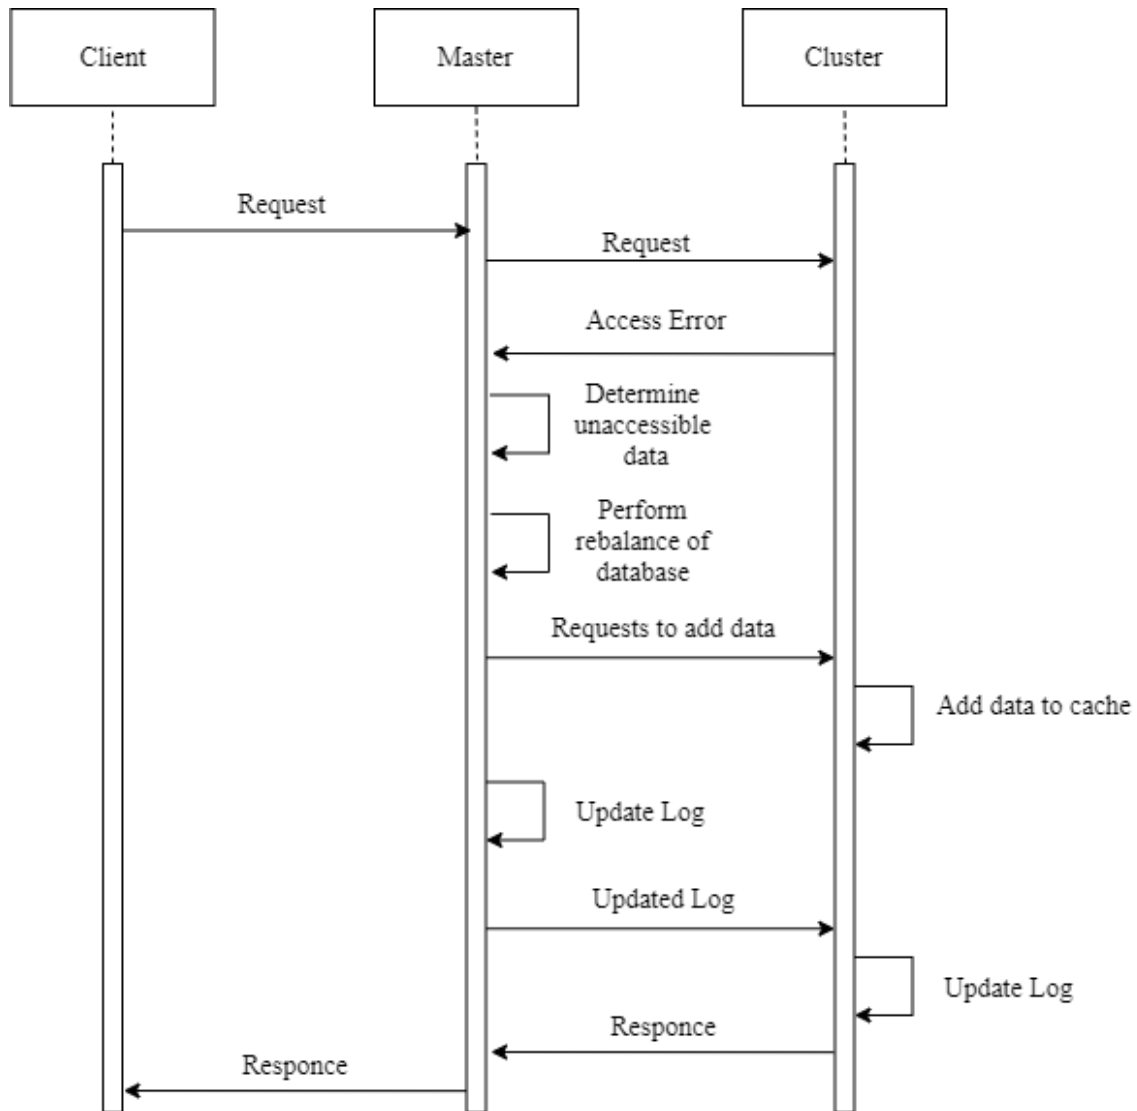 Client
Master
Cluster
Request
Request
Access Error
Determine
unaccessible
data
Perform
rebalance of
database
Requests to add data
Add data to cache
Update Log
Updated Log
Update Log
Responce
Responce